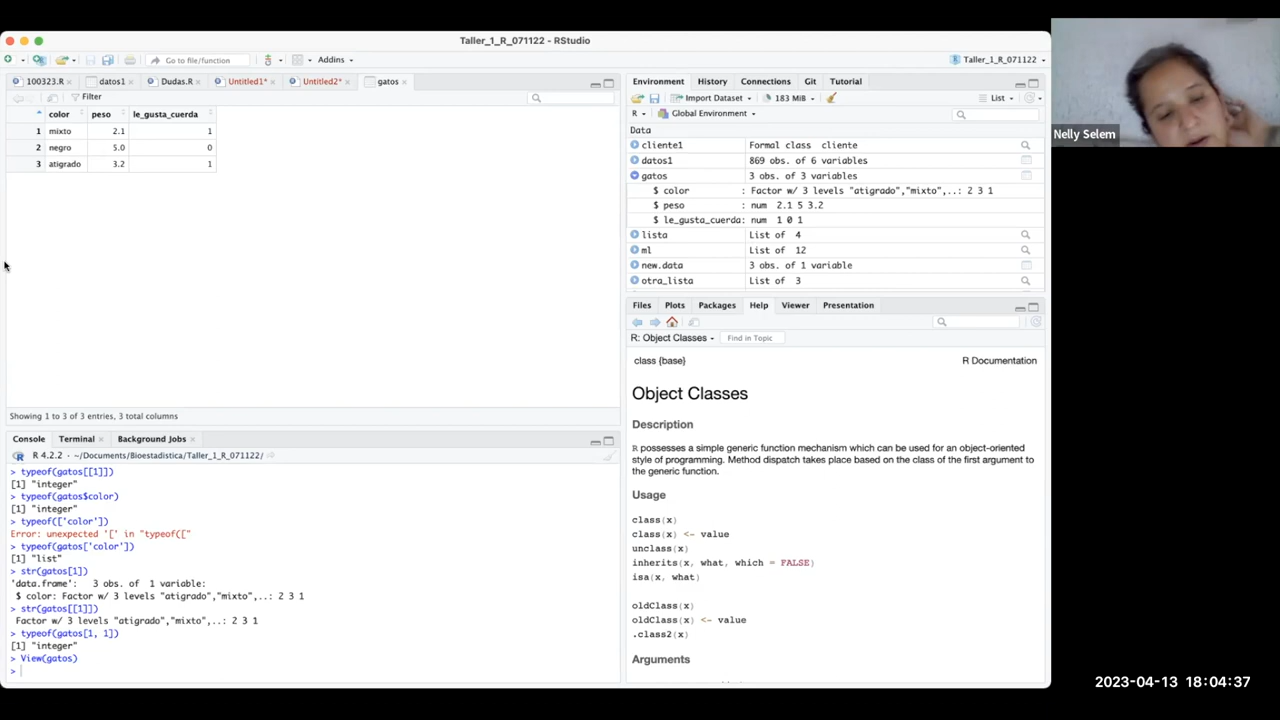 Taller_1_R_071122 - RStudio
Go to file/function
Addins
Taller_1_R_071122
100323.R
datos1
Dudas.R
Untitled1*
Untitled2*
gatos
Filter
color peso le_gusta_cuerda
1 mixto 2.1 1
2 negro 5.0 0
3 atigrado 3.2 1
Showing 1 to 3 of 3 entries, 3 total columns
Console Terminal Background Jobs
R 4.2.2 · ~/Documents/Bioestadistica/Taller_1_R_071122/
> typeof(gatos[[1]])
[1] "integer"
> typeof(gatos$color)
[1] "integer"
> typeof(['color'])
Error: unexpected '[' in "typeof(["
> typeof(gatos['color'])
[1] "list"
> str(gatos[1])
'data.frame': 3 obs. of 1 variable:
$ color: Factor w/ 3 levels "atigrado","mixto",..: 2 3 1
> str(gatos[[1]])
Factor w/ 3 levels "atigrado","mixto",..: 2 3 1
> typeof(gatos[1, 1])
[1] "integer"
> View(gatos)
>
Environment History Connections Git Tutorial
Import Dataset 183 MiB List
R Global Environment
Data
cliente1 Formal class cliente
datos1 869 obs. of 6 variables
gatos 3 obs. of 3 variables
$ color : Factor w/ 3 levels "atigrado","mixto",..: 2 3 1
$ peso : num 2.1 5 3.2
$ le_gusta_cuerda: num 1 0 1
lista List of 4
ml List of 12
new.data 3 obs. of 1 variable
otra_lista List of 3
Files Plots Packages Help Viewer Presentation
R: Object Classes Find in Topic
class {base} R Documentation
Object Classes
Description
R possesses a simple generic function mechanism which can be used for an object-oriented
style of programming. Method dispatch takes place based on the class of the first argument to
the generic function.
Usage
class(x)
class(x) <- value
unclass(x)
inherits(x, what, which = FALSE)
isa(x, what)
oldClass(x)
oldClass(x) <- value
.class2(x)
Arguments
Nelly Selem
2023-04-13 18:04:37